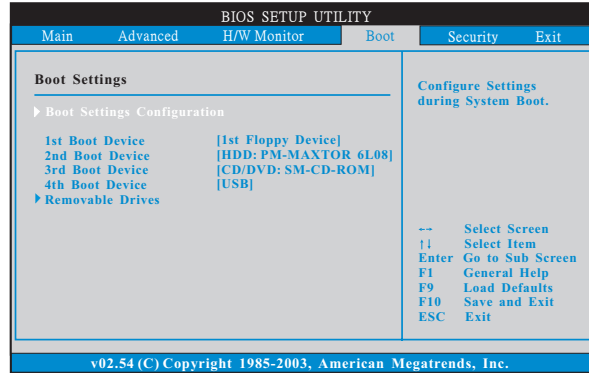 BIOS SETUP UTILITY
Main Advanced H/W Monitor Boot Security Exit
Boot Settings
Boot Settings Configuration
1st Boot Device [1st Floppy Device]
2nd Boot Device [HDD: PM-MAXTOR 6L08]
3rd Boot Device [CD/DVD: SM-CD-ROM]
4th Boot Device [USB]
Removable Drives
Configure Settings
during System Boot.
←→ Select Screen
↑↓ Select Item
Enter Go to Sub Screen
F1 General Help
F9 Load Defaults
F10 Save and Exit
ESC Exit
v02.54 (C) Copyright 1985-2003, American Megatrends, Inc.